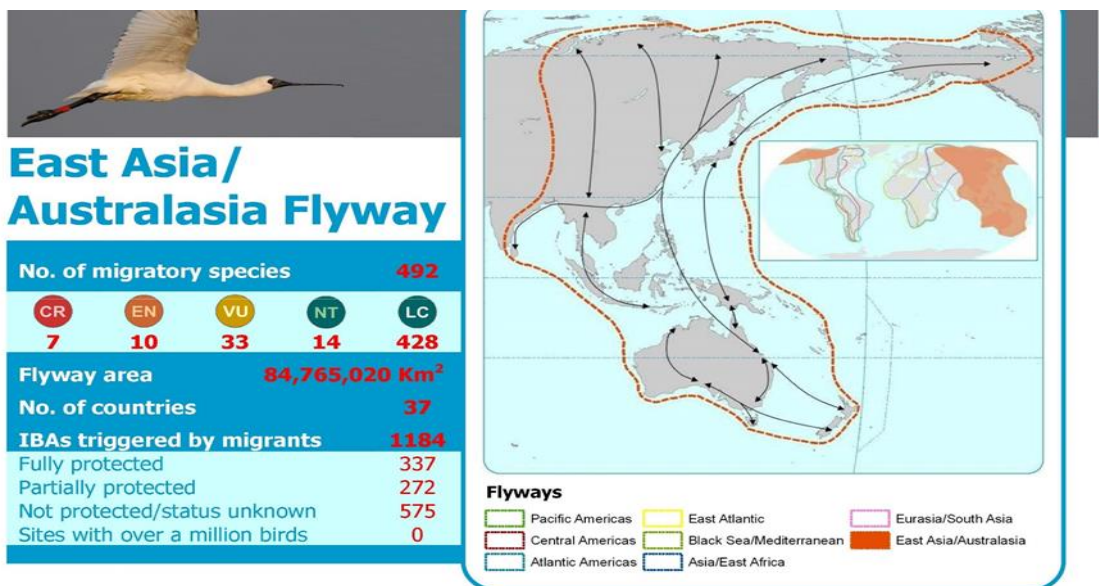 East Asia/
Australasia Flyway
No. of migratory species 492
CR EN VU NT LC
7 10 33 14 428
Flyway area 84,765,020 Km²
No. of countries 37
IBAs triggered by migrants 1184
Fully protected 337
Partially protected 272
Not protected/status unknown 575
Sites with over a million birds 0
Flyways
Pacific Americas East Atlantic Eurasia/South Asia
Central Americas Black Sea/Mediterranean East Asia/Australasia
Atlantic Americas Asia/East Africa